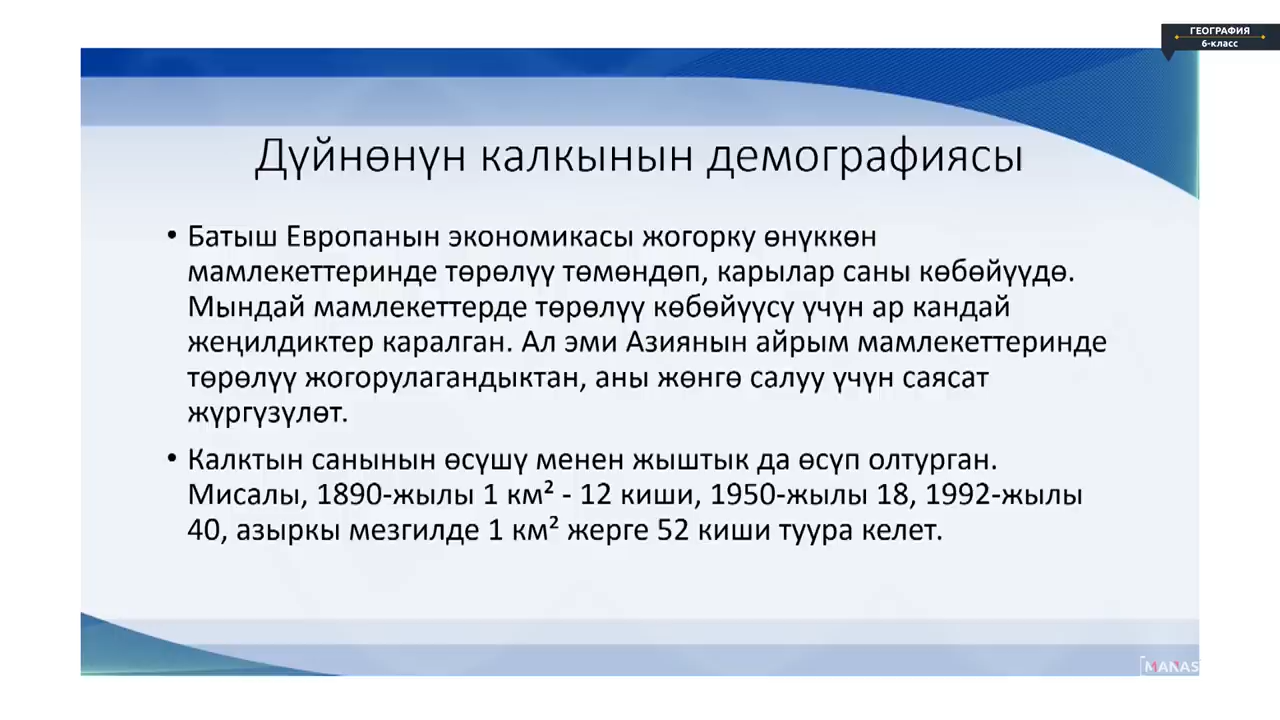 ГЕОГРАФИЯ
6-класс
Дүйнөнүн калкынын демографиясы
• Батыш Европанын экономикасы жогорку өнүккөн
мамлекеттеринде төрөлүү төмөндөп, карылар саны көбөйүүдө.
Мындай мамлекеттерде төрөлүү көбөйүүсү үчүн ар кандай
жеңилдиктер каралган. Ал эми Азиянын айрым мамлекеттеринде
төрөлүү жогорулагандыктан, аны жөнгө салуу үчүн саясат
жүргүзүлөт.
• Калктын санынын өсүшү менен жыштык да өсүп олтурган.
Мисалы, 1890-жылы 1 км² - 12 киши, 1950-жылы 18, 1992-жылы
40, азыркы мезгилде 1 км² жерге 52 киши туура келет.
MANAS